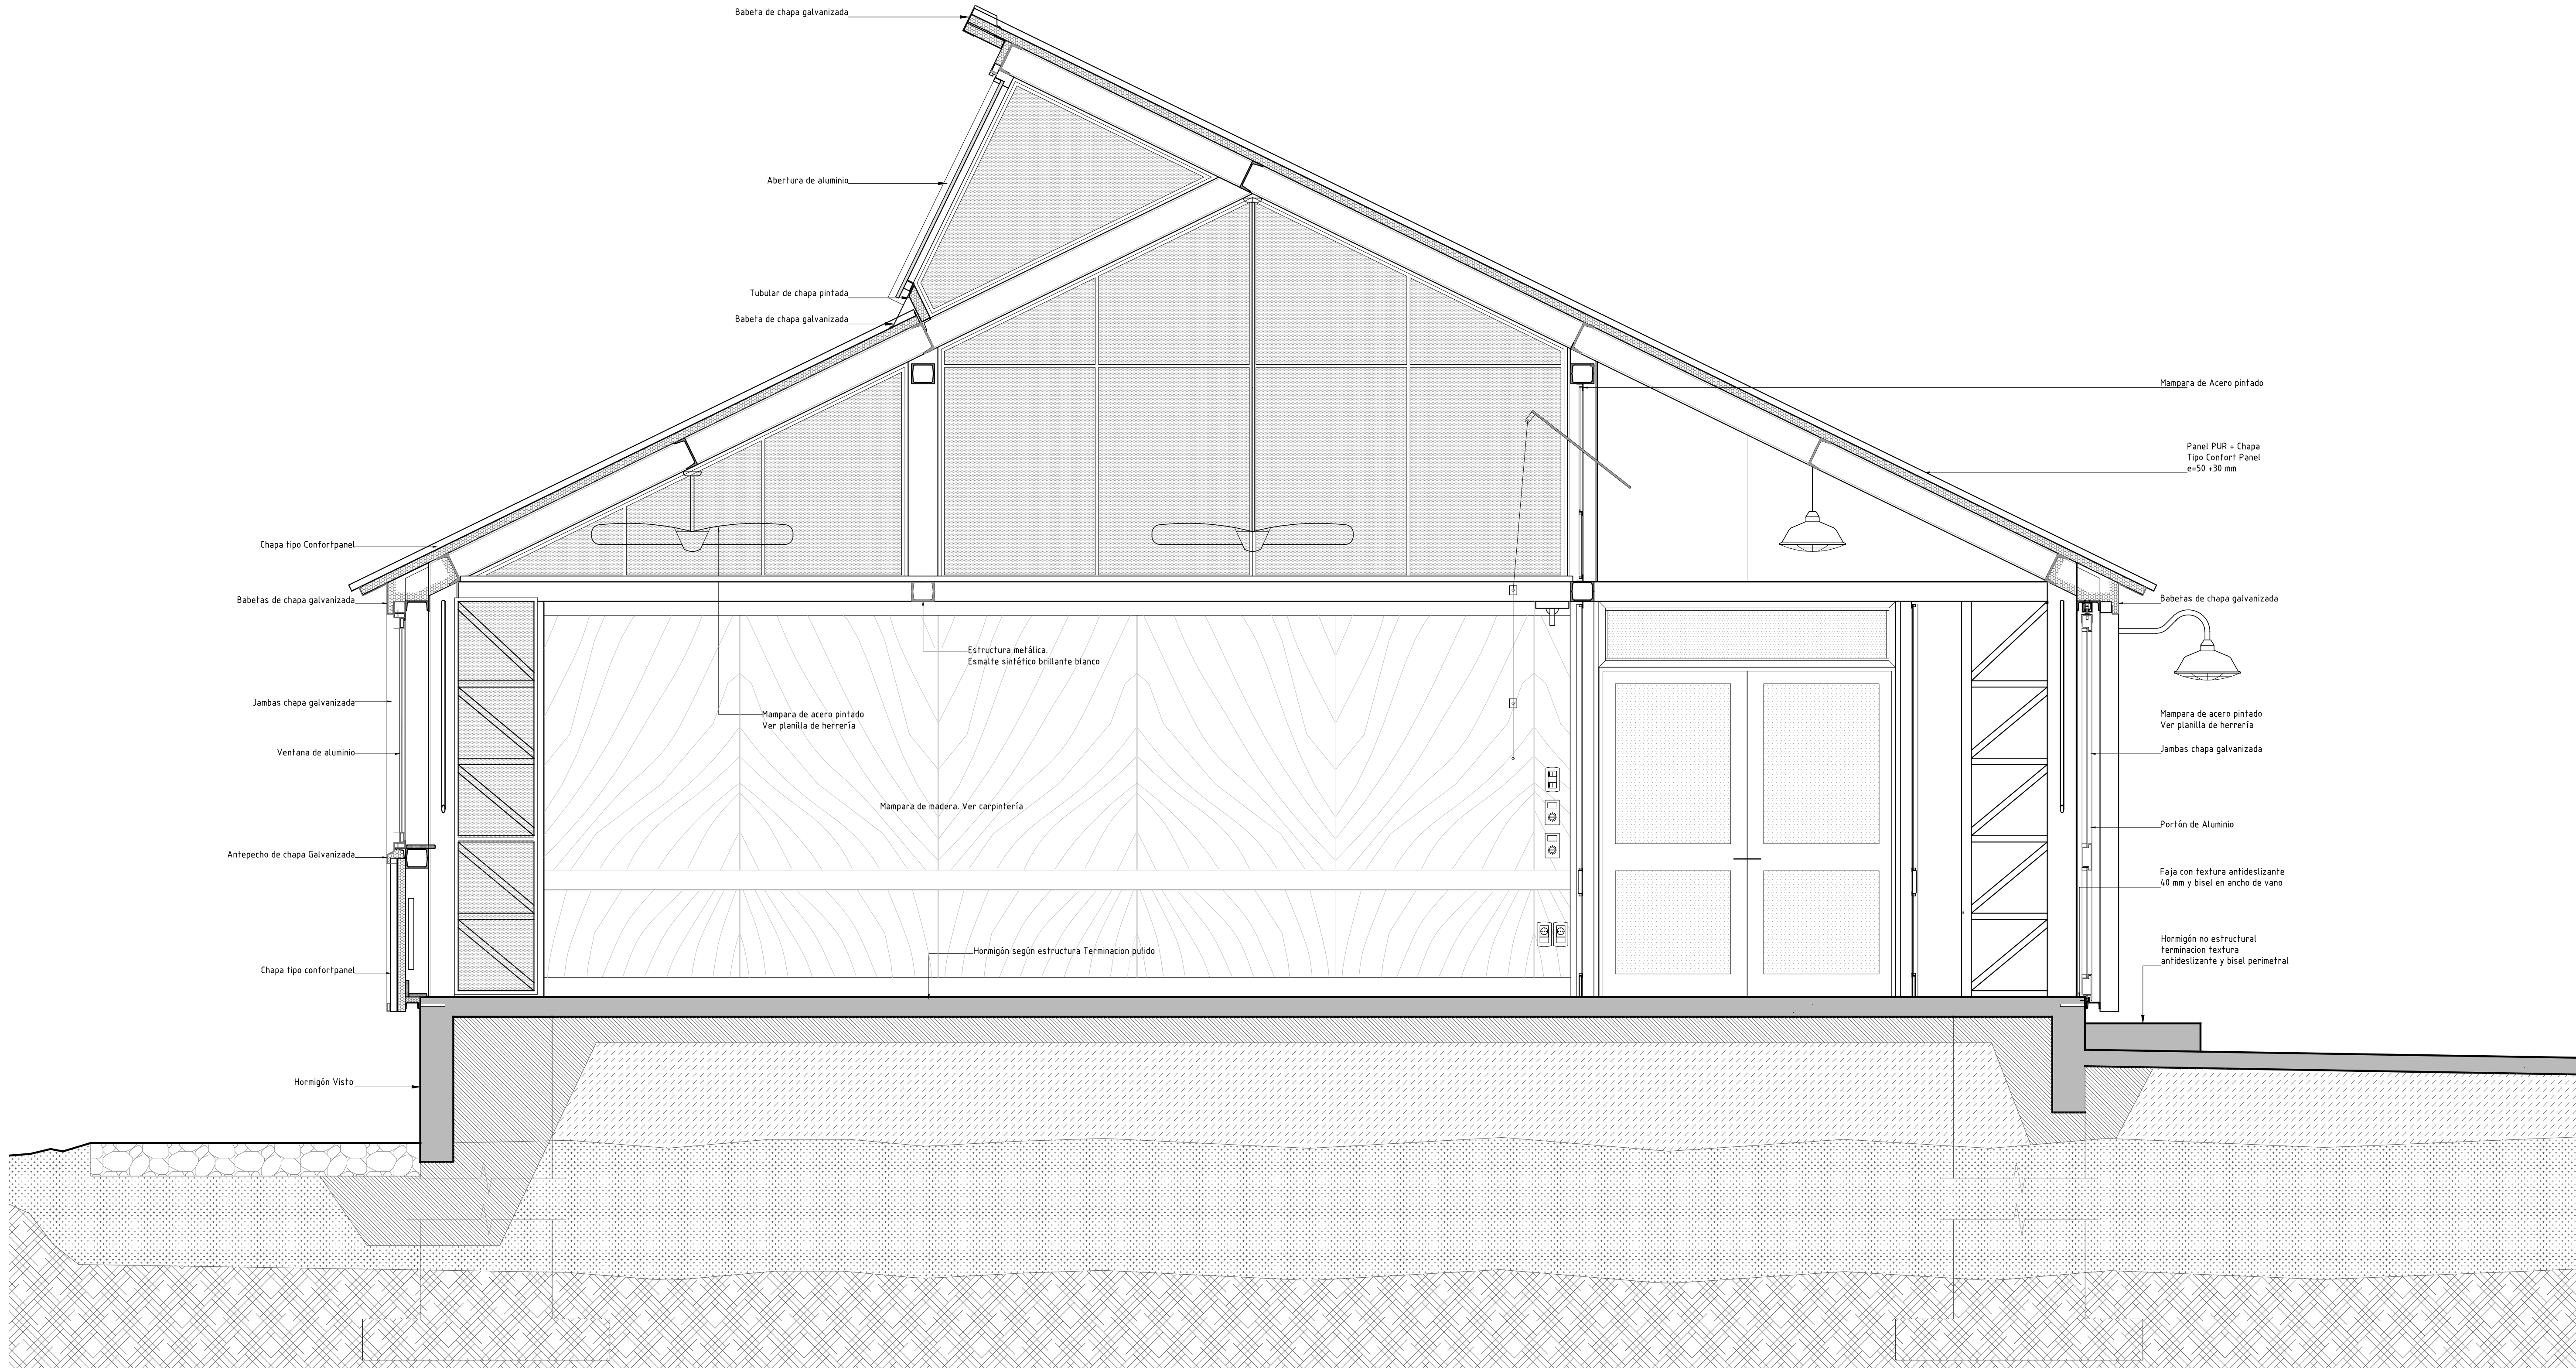 Babeta de chapa galvanizada
Abertura de aluminio
Tubular de chapa pintada
Babeta de chapa galvanizada
Mampara de Acero pintado
Panel PUR + Chapa
Tipo Confort Panel
e=50 +30 mm
Chapa tipo Confortpanel
Babetas de chapa galvanizada
Babetas de chapa galvanizada
Estructura metálica.
Esmalte sintético brillante blanco
Jambas chapa galvanizada
Mampara de acero pintado
Ver planilla de herrería
Mampara de acero pintado
Ver planilla de herrería
Ventana de aluminio
Jambas chapa galvanizada
Mampara de madera. Ver carpintería
Portón de Aluminio
Antepecho de chapa Galvanizada
Faja con textura antideslizante
40 mm y bisel en ancho de vano
Hormigón según estructura Terminacion pulido
Hormigón no estructural
terminacion textura
antideslizante y bisel perimetral
Chapa tipo confortpanel
Hormigón Visto